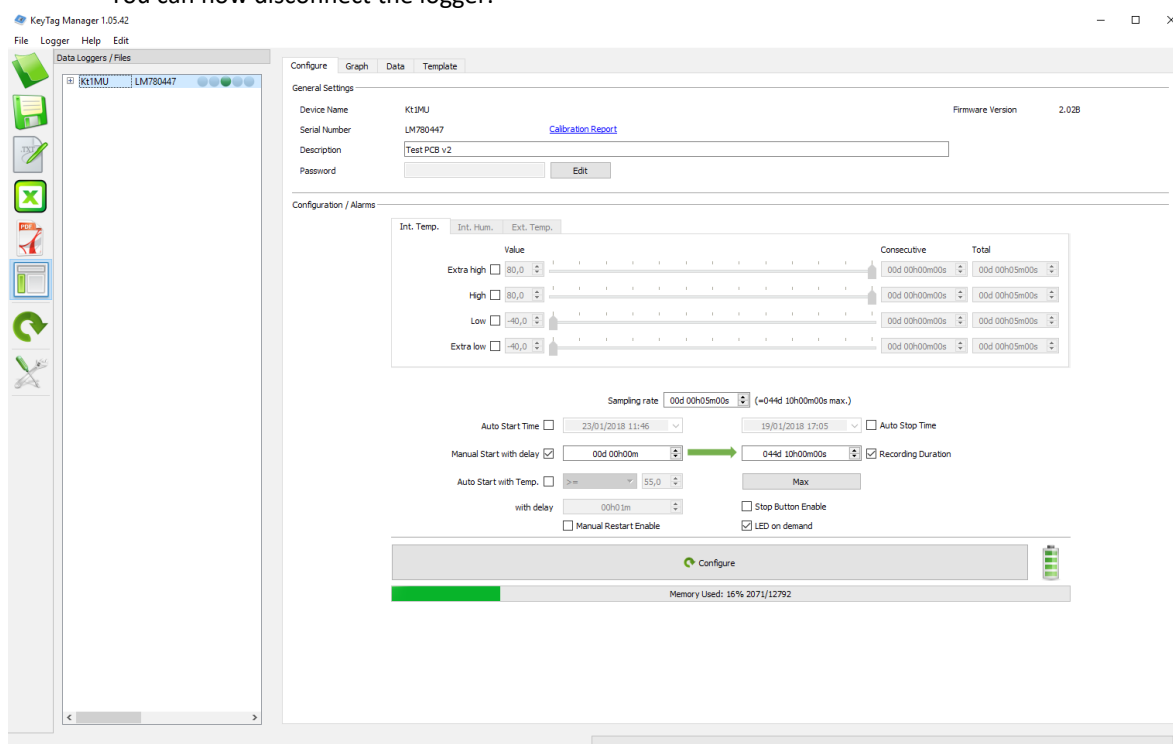 You can now disconnect the logger.
KeyTag Manager 1.05.42
File Logger Help Edit
Data Loggers / Files
Kt1MU LM780447
Configure Graph Data Template
General Settings
Device Name Kt1MU Firmware Version 2.02B
Serial Number LM780447 Calibration Report
Description Test PCB v2
Password Edit
Configuration / Alarms
Int. Temp. Int. Hum. Ext. Temp.
Value Consecutive Total
Extra high 80,0 00d 00h00m00s 00d 00h05m00s
High 80,0 00d 00h00m00s 00d 00h05m00s
Low -40,0 00d 00h00m00s 00d 00h05m00s
Extra low -40,0 00d 00h00m00s 00d 00h05m00s
Sampling rate 00d 00h05m00s (=044d 10h00m00s max.)
Auto Start Time 23/01/2018 11:46 19/01/2018 17:05 Auto Stop Time
Manual Start with delay 00d 00h00m 044d 10h00m00s Recording Duration
Auto Start with Temp. >= 55,0 Max
with delay 00h01m Stop Button Enable
Manual Restart Enable LED on demand
Configure
Memory Used: 16% 2071/12792
.TXT
PDF